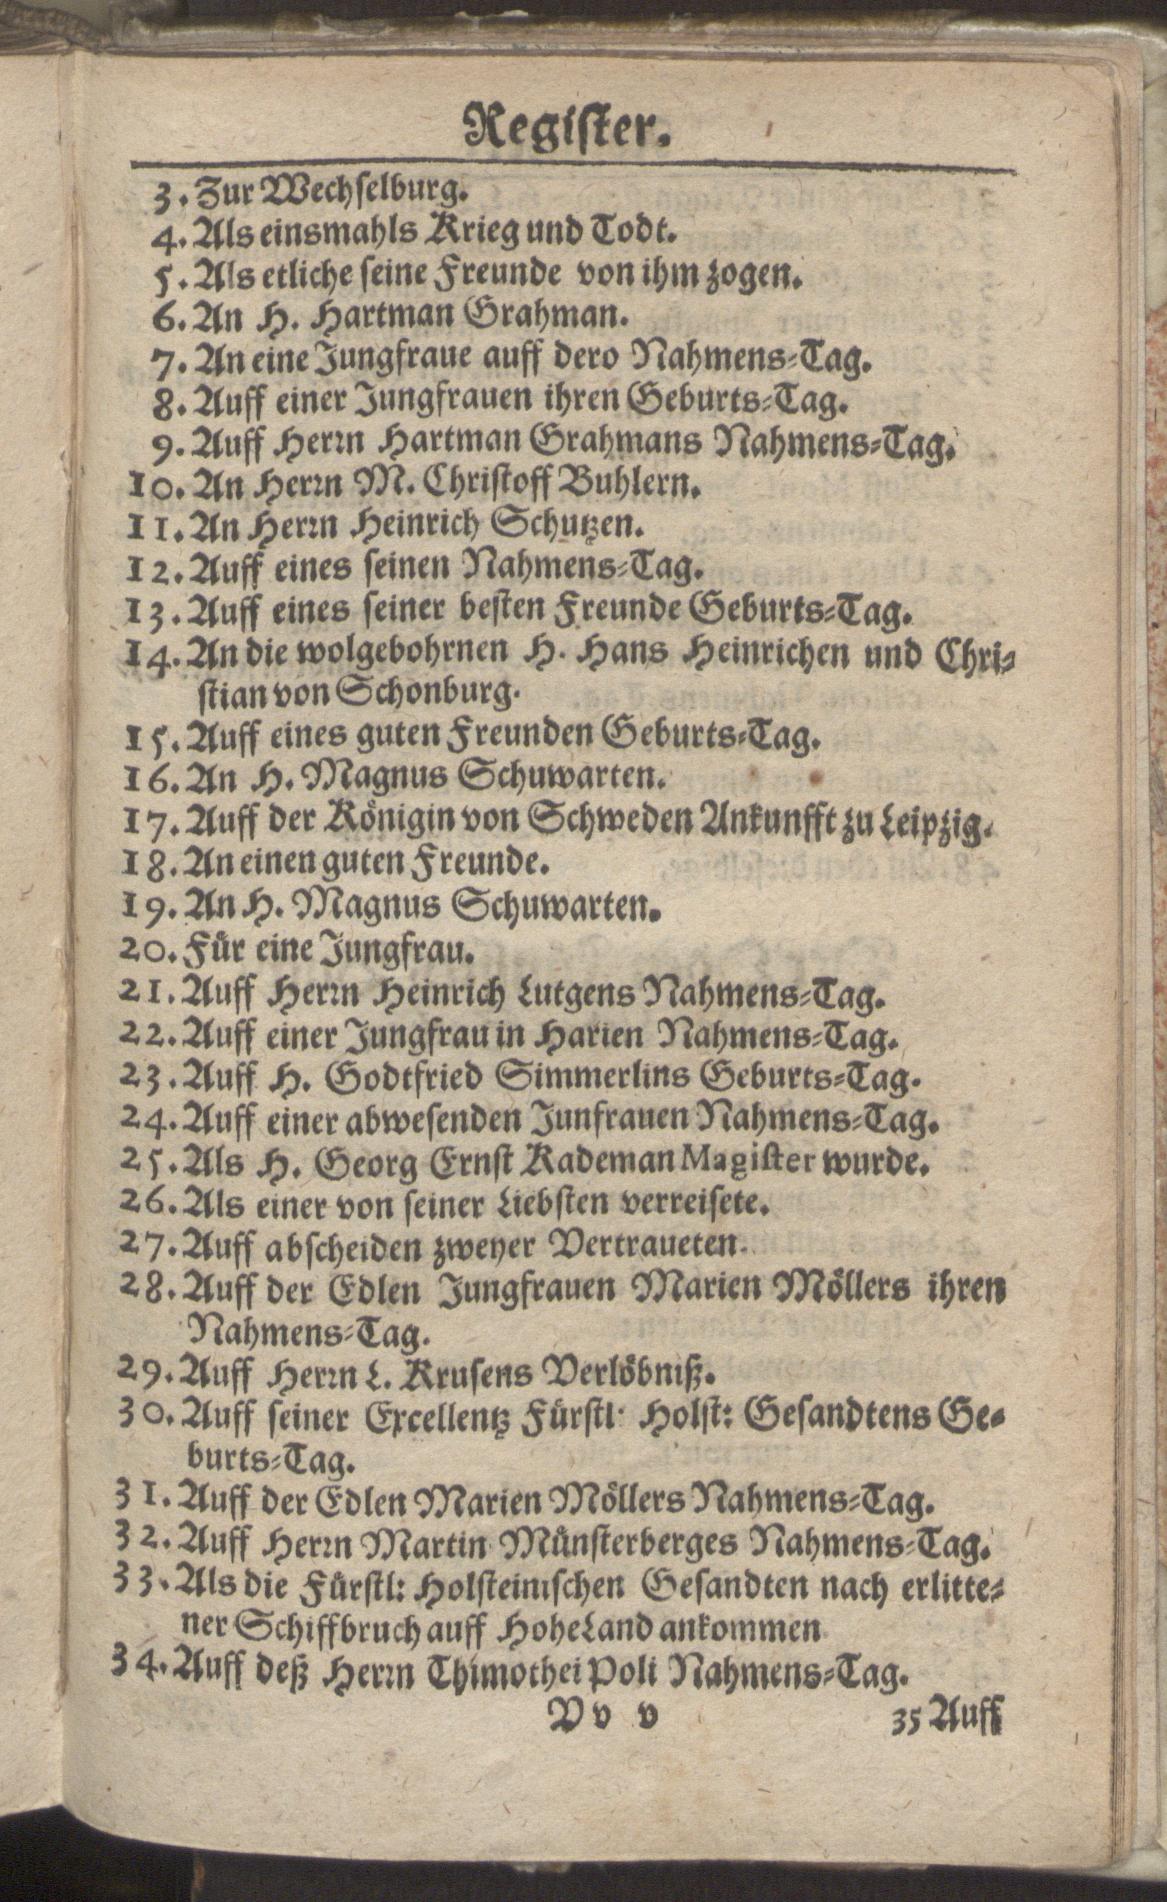 Register.
3. Zur Wechselburg.
4. Als einsmahls Krieg und Todt.
5. Als etliche seine Freunde von ihm zogen.
6. An H. Hartman Grahman.
7. An eine Jungfraue auff dero Nahmens-Tag.
8. Auff einer Jungfrauen ihren Geburts-Tag.
9. Auff Herrn Hartman Grahmans Nahmens-Tag.
10. An Herrn M. Christoff Buhlern.
11. An Herrn Heinrich Schutzen.
12. Auff eines seinen Nahmens-Tag.
13. Auff eines seiner besten Freunde Geburts-Tag.
14. An die wolgebohrnen H. Hans Heinrichen und Chri-
stian von Schonburg.
15. Auff eines guten Freunden Geburts-Tag.
16. An H. Magnus Schuwarten.
17. Auff der Königin von Schweden Ankunfft zu Leipzig.
18. An einen guten Freunde.
19. An H. Magnus Schuwarten.
20. Für eine Jungfrau.
21. Auff Herrn Heinrich Lutgens Nahmens-Tag.
22. Auff einer Jungfrau in Harien Nahmens-Tag.
23. Auff H. Godtfried Simmerlins Geburts-Tag.
24. Auff einer abwesenden Junfrauen Nahmens-Tag.
25. Als H. Georg Ernst Kademan Magister wurde.
26. Als einer von seiner Liebsten verreisete.
27. Auff abscheiden zweyer Vertraueten.
28. Auff der Edlen Jungfrauen Marien Möllers ihren
Nahmens-Tag.
29. Auff Herrn L. Krusens Verlöbniß.
30. Auff seiner Excellentz Fürstl. Holst: Gesandtens Ge-
burts-Tag.
31. Auff der Edlen Marien Möllers Nahmens-Tag.
32. Auff Herrn Martin Münsterberges Nahmens-Tag.
33. Als die Fürstl: Holsteinischen Gesandten nach erlitte-
ner Schiffbruch auff HoheLand ankommen
34. Auff deß Herrn Thimothei Poli Nahmens-Tag.
V v v 35 Auff